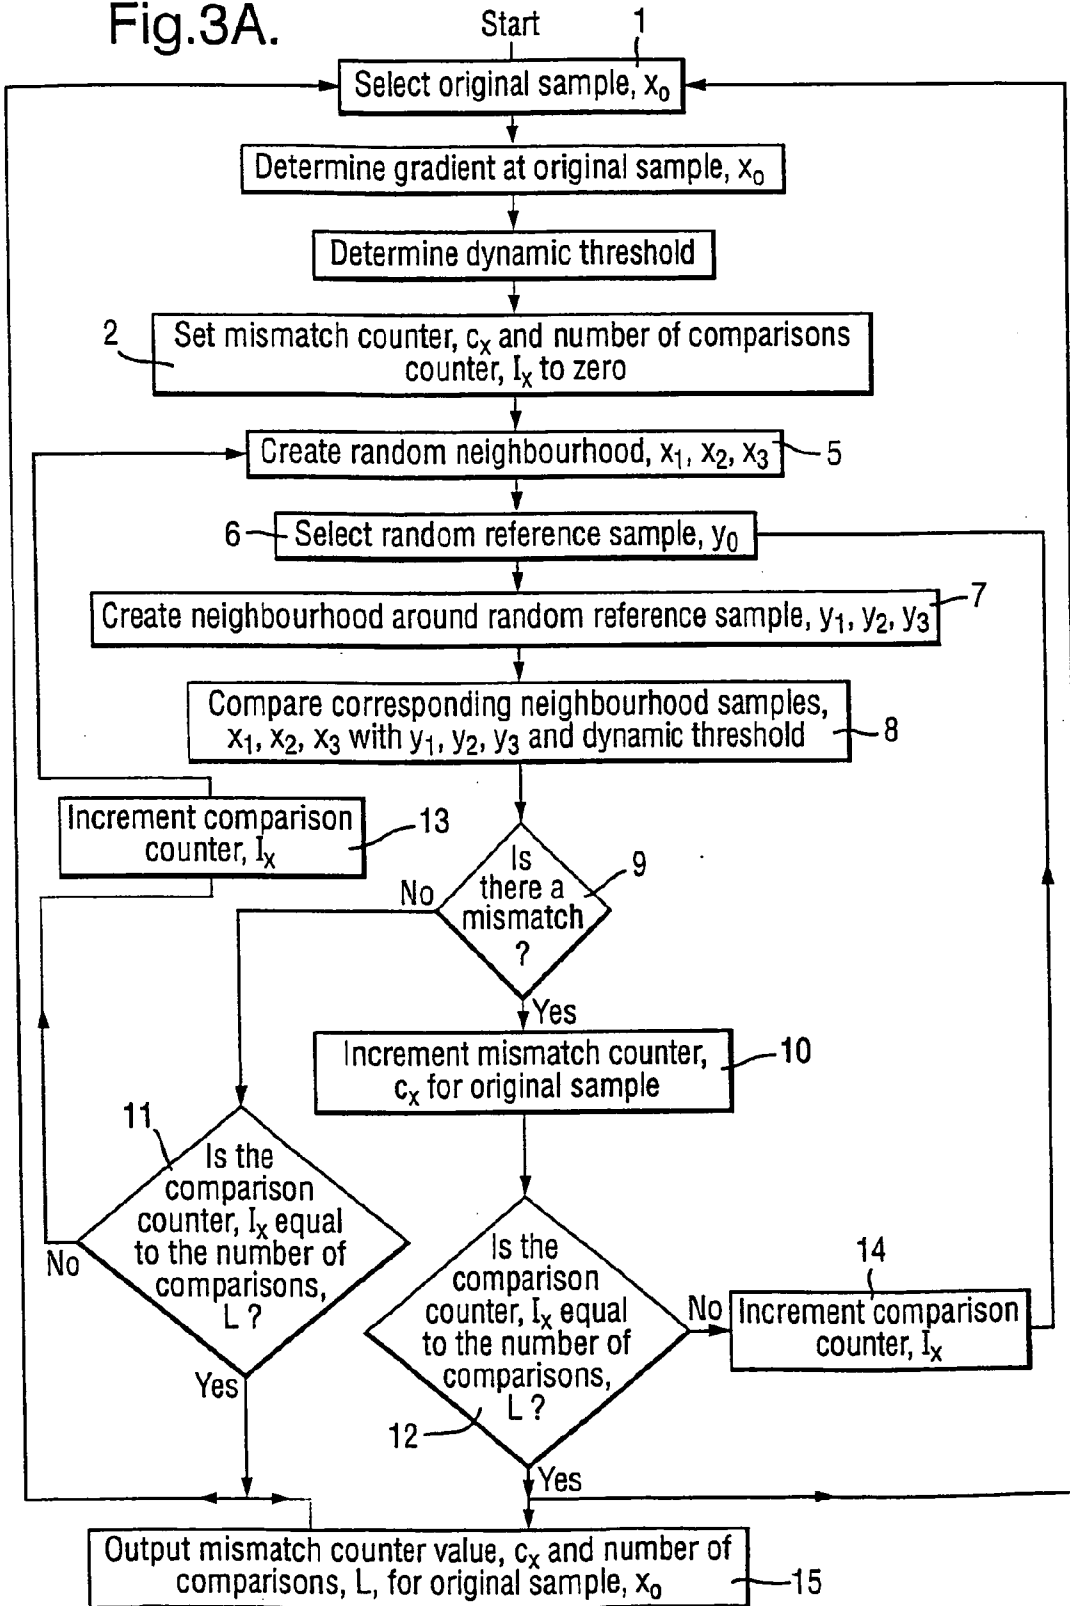 Fig.3A.
Start
1
Select original sample, x₀
Determine gradient at original sample, x₀
Determine dynamic threshold
2
Set mismatch counter, cₓ and number of comparisons
counter, Iₓ to zero
Create random neighbourhood, x₁, x₂, x₃
5
6
Select random reference sample, y₀
7
Create neighbourhood around random reference sample, y₁, y₂, y₃
Compare corresponding neighbourhood samples,
x₁, x₂, x₃ with y₁, y₂, y₃ and dynamic threshold
8
Increment comparison
counter, Iₓ
13
Is
there a
mismatch
?
9
No
Yes
Increment mismatch counter,
cₓ for original sample
10
11
Is the
comparison
counter, Iₓ equal
to the number of
comparisons,
L ?
No
Yes
Is the
comparison
counter, Iₓ equal
to the number of
comparisons,
L ?
12
No
14
Increment comparison
counter, Iₓ
Yes
Output mismatch counter value, cₓ and number of
comparisons, L, for original sample, x₀
15